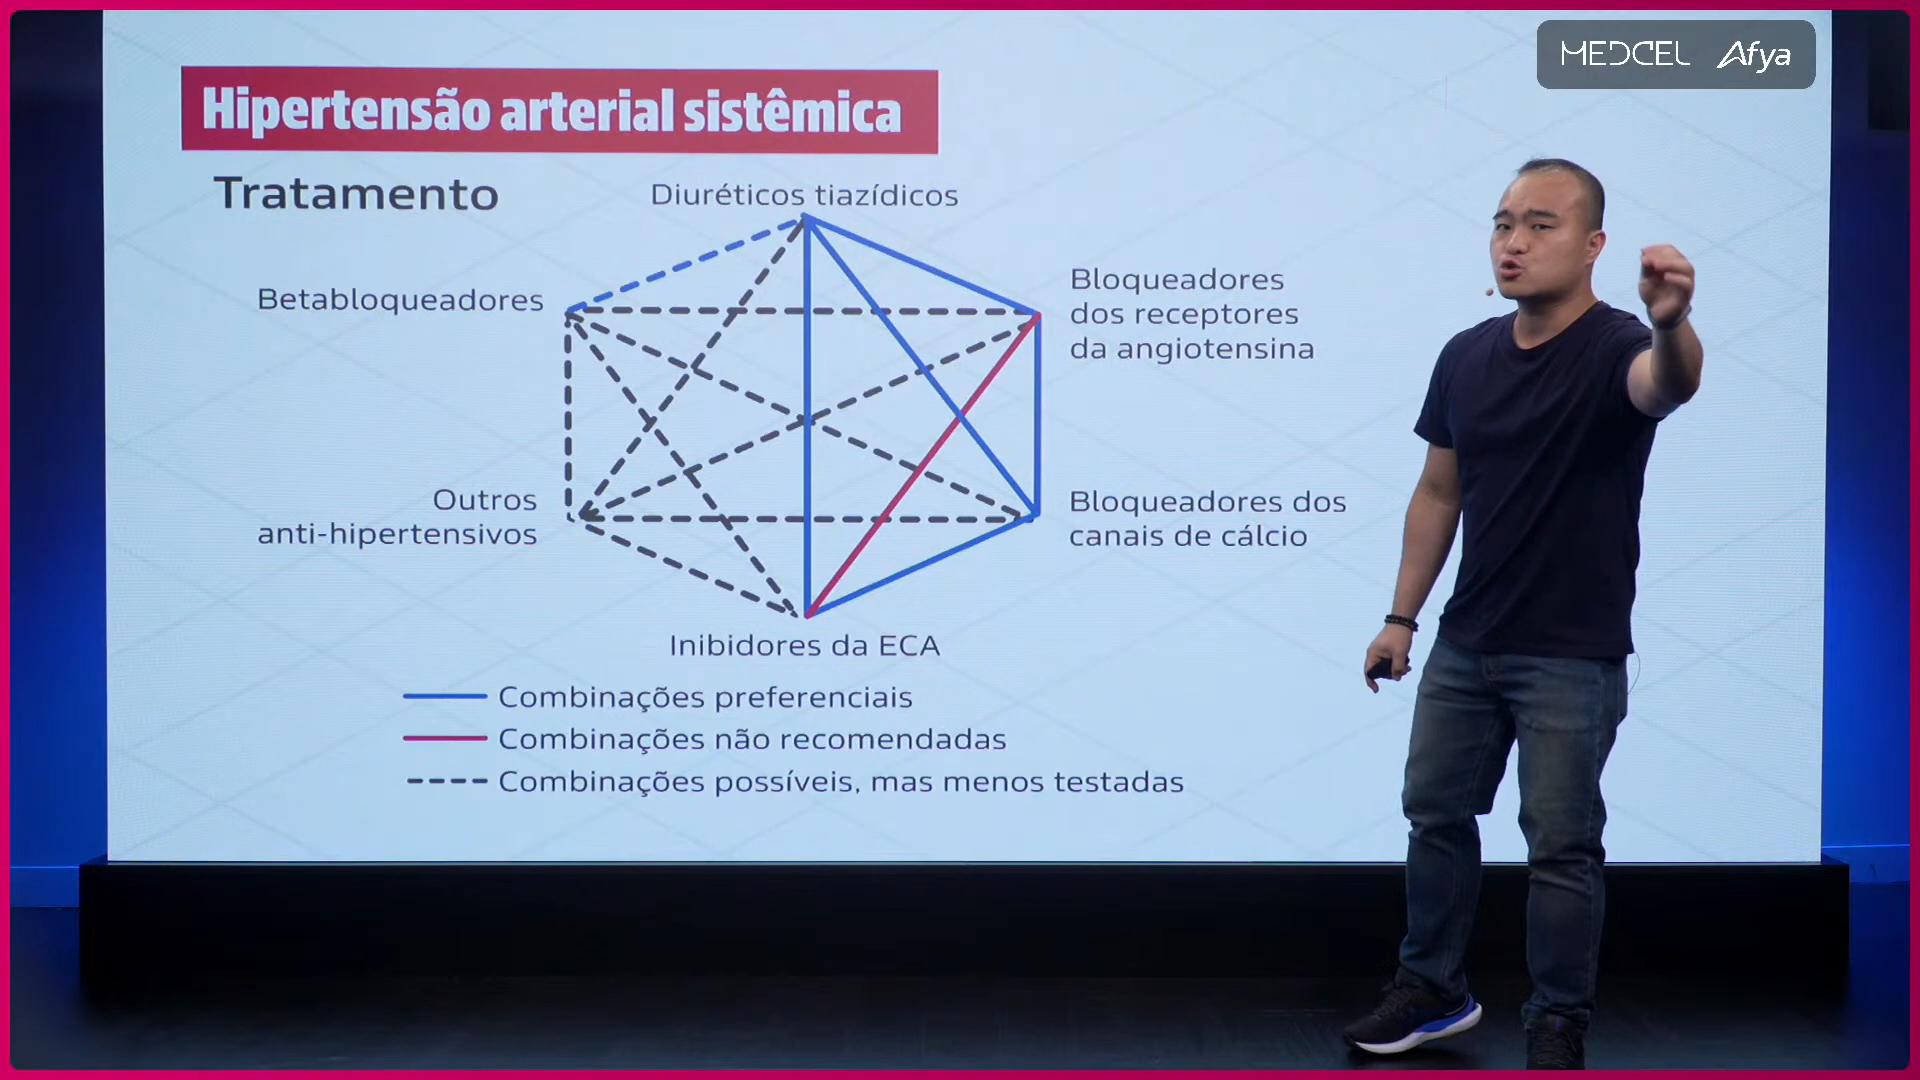 MEDCEL Afya
Hipertensão arterial sistêmica
Tratamento
Diuréticos tiazídicos
Betabloqueadores
Bloqueadores
dos receptores
da angiotensina
Outros
anti-hipertensivos
Bloqueadores dos
canais de cálcio
Inibidores da ECA
Combinações preferenciais
Combinações não recomendadas
Combinações possíveis, mas menos testadas